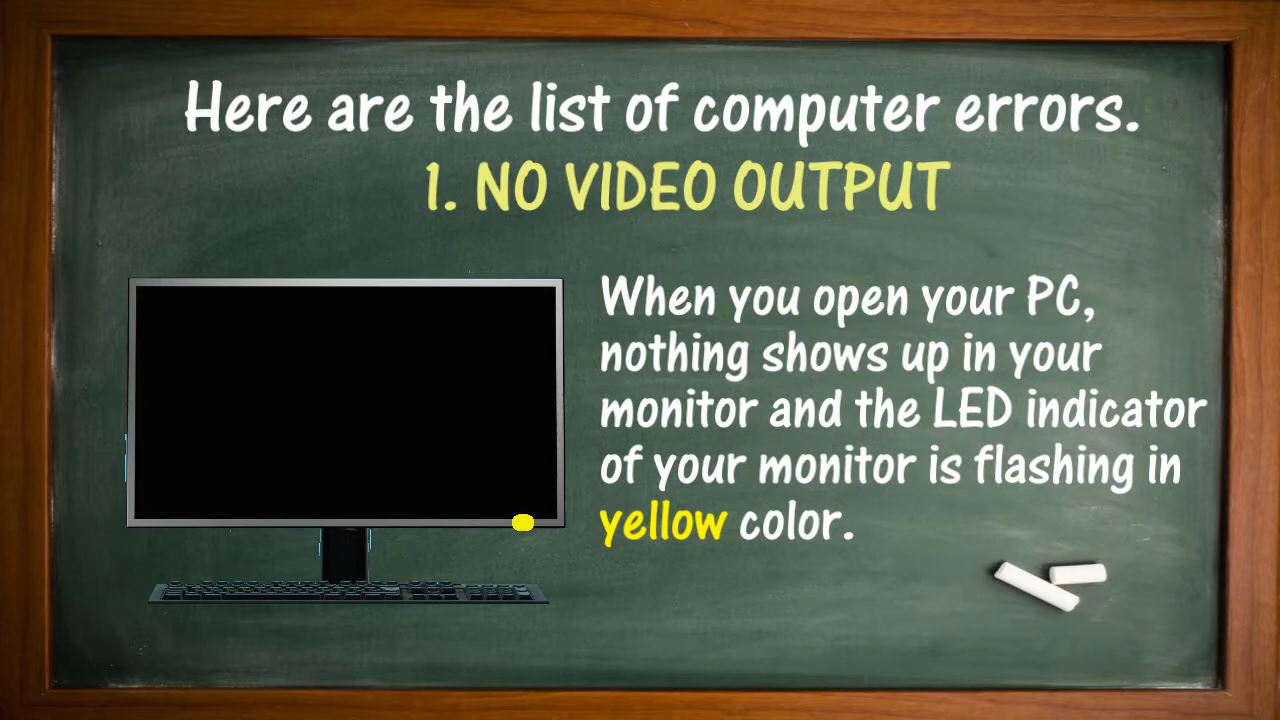 Here are the list of computer errors.
1. NO VIDEO OUTPUT
When you open your PC,
nothing shows up in your
monitor and the LED indicator
of your monitor is flashing in
yellow color.